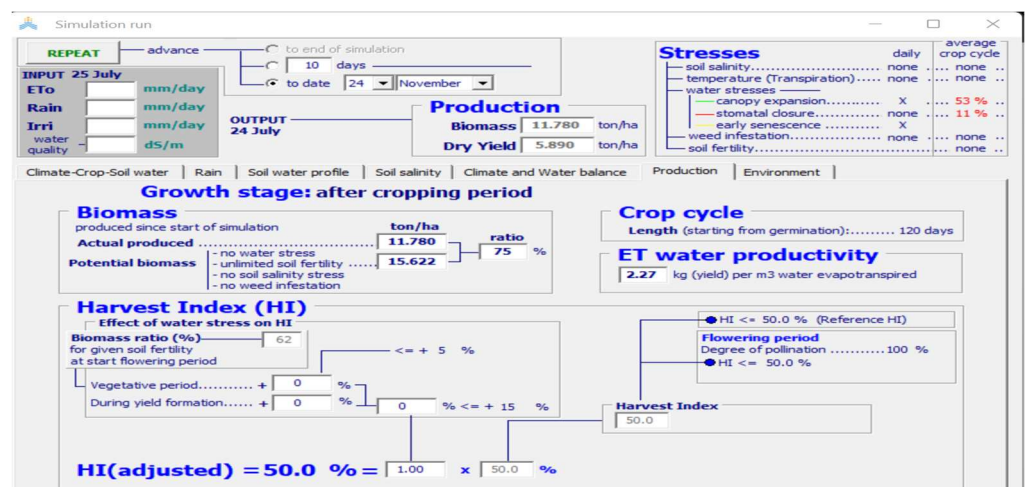 Simulation run
REPEAT
advance
to end of simulation
10 days
to date 24 November
INPUT 25 July
ETo mm/day
Rain mm/day
Irri mm/day
water quality dS/m
OUTPUT
24 July
Production
Biomass 11.780 ton/ha
Dry Yield 5.890 ton/ha
Stresses daily average crop cycle
soil salinity............ none .... none ..
temperature (Transpiration)..... none .... none ..
water stresses
canopy expansion............ X .... 53 % ..
stomatal closure............ none .... 11 % ..
early senescence ........... X
weed infestation............ none .... none ..
soil fertility.................................... none ..
Climate-Crop-Soil water | Rain | Soil water profile | Soil salinity | Climate and Water balance | Production | Environment
Growth stage: after cropping period
Biomass
produced since start of simulation ton/ha
Actual produced .................................. 11.780 ratio
75 %
Potential biomass - no water stress
- unlimited soil fertility ...... 15.622
- no soil salinity stress
- no weed infestation
Crop cycle
Length (starting from germination):......... 120 days
ET water productivity
2.27 kg (yield) per m3 water evapotranspired
Harvest Index (HI)
Effect of water stress on HI
Biomass ratio (%) 62
for given soil fertility
at start flowering period
<= + 5 %
Vegetative period........... + 0 %
During yield formation...... + 0 %
0 % <= + 15 %
HI <= 50.0 % (Reference HI)
Flowering period
Degree of pollination ...........100 %
HI <= 50.0 %
Harvest Index
50.0
HI(adjusted) = 50.0 % = 1.00 x 50.0 %